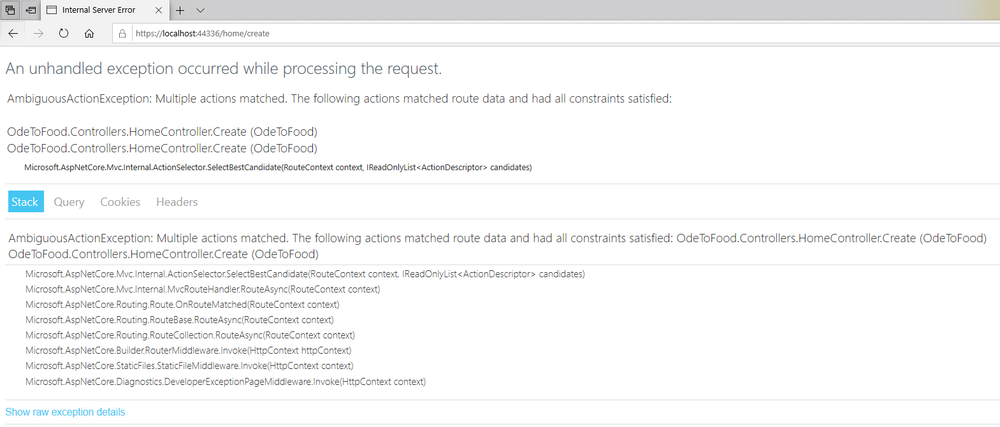 Internal Server Error
https://localhost:44336/home/create
An unhandled exception occurred while processing the request.
AmbiguousActionException: Multiple actions matched. The following actions matched route data and had all constraints satisfied:
OdeToFood.Controllers.HomeController.Create (OdeToFood)
OdeToFood.Controllers.HomeController.Create (OdeToFood)
Microsoft.AspNetCore.Mvc.Internal.ActionSelector.SelectBestCandidate(RouteContext context, IReadOnlyList<ActionDescriptor> candidates)
Stack Query Cookies Headers
AmbiguousActionException: Multiple actions matched. The following actions matched route data and had all constraints satisfied: OdeToFood.Controllers.HomeController.Create (OdeToFood)
OdeToFood.Controllers.HomeController.Create (OdeToFood)
Microsoft.AspNetCore.Mvc.Internal.ActionSelector.SelectBestCandidate(RouteContext context, IReadOnlyList<ActionDescriptor> candidates)
Microsoft.AspNetCore.Mvc.Internal.MvcRouteHandler.RouteAsync(RouteContext context)
Microsoft.AspNetCore.Routing.Route.OnRouteMatched(RouteContext context)
Microsoft.AspNetCore.Routing.RouteBase.RouteAsync(RouteContext context)
Microsoft.AspNetCore.Routing.RouteCollection.RouteAsync(RouteContext context)
Microsoft.AspNetCore.Builder.RouterMiddleware.Invoke(HttpContext httpContext)
Microsoft.AspNetCore.StaticFiles.StaticFileMiddleware.Invoke(HttpContext context)
Microsoft.AspNetCore.Diagnostics.DeveloperExceptionPageMiddleware.Invoke(HttpContext context)
Show raw exception details